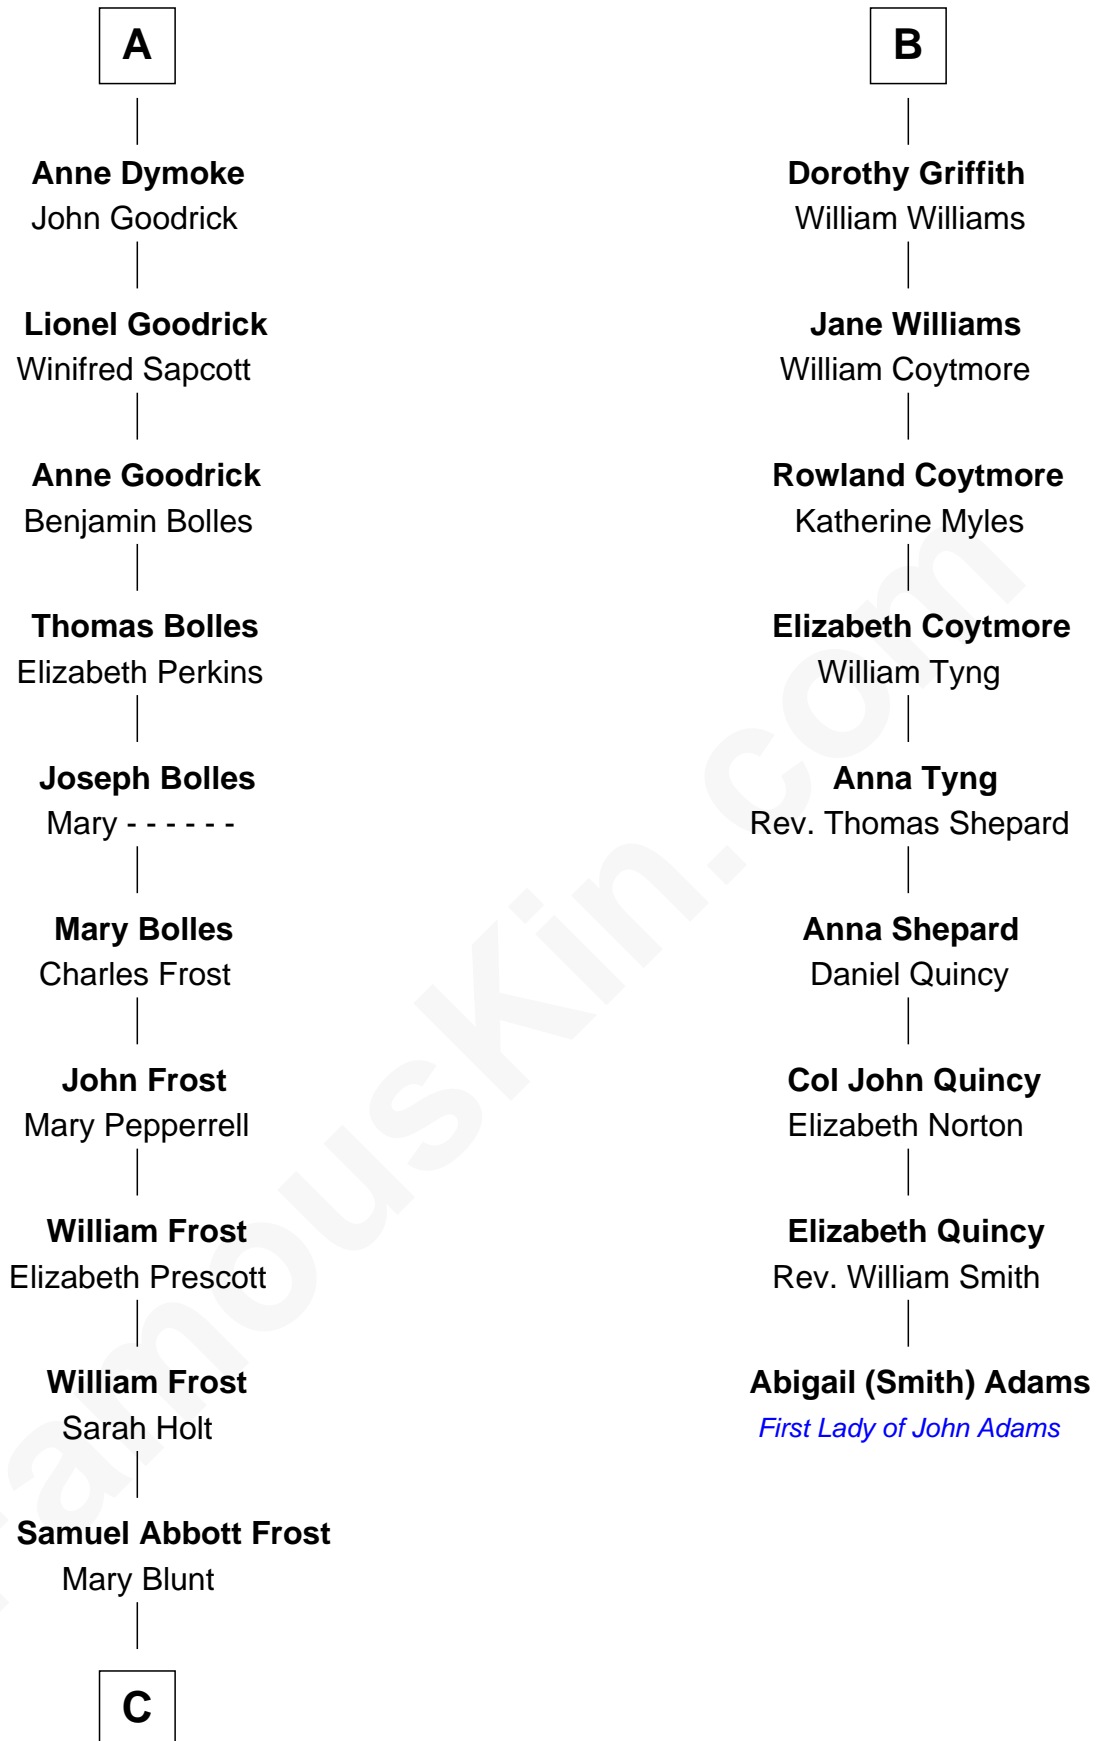 A
Anne Dymoke
John Goodrick
Lionel Goodrick
Winifred Sapcott
Anne Goodrick
Benjamin Bolles
Thomas Bolles
Elizabeth Perkins
Joseph Bolles
Mary - - - - - -
Mary Bolles
Charles Frost
John Frost
Mary Pepperrell
William Frost
Elizabeth Prescott
William Frost
Sarah Holt
Samuel Abbott Frost
Mary Blunt
C
B
Dorothy Griffith
William Williams
Jane Williams
William Coytmore
Rowland Coytmore
Katherine Myles
Elizabeth Coytmore
William Tyng
Anna Tyng
Rev. Thomas Shepard
Anna Shepard
Daniel Quincy
Col John Quincy
Elizabeth Norton
Elizabeth Quincy
Rev. William Smith
Abigail (Smith) Adams
First Lady of John Adams
FamousKin.com